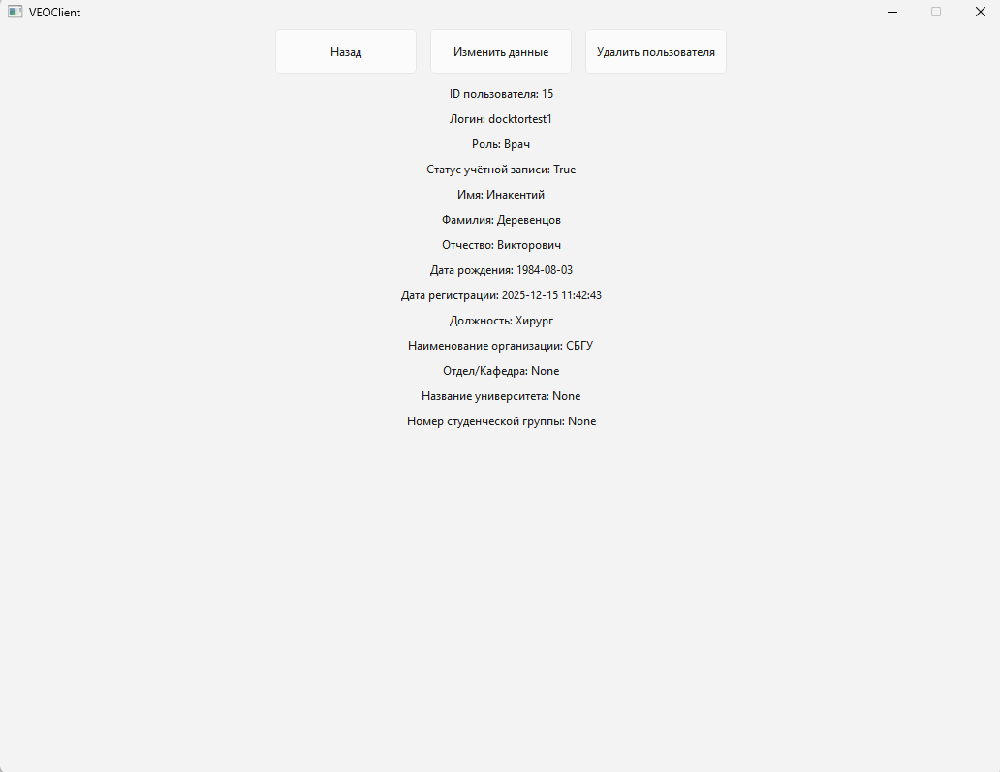 VEOClient
Назад Изменить данные Удалить пользователя
ID пользователя: 15
Логин: docktortest1
Роль: Врач
Статус учётной записи: True
Имя: Инакентий
Фамилия: Деревенцов
Отчество: Викторович
Дата рождения: 1984-08-03
Дата регистрации: 2025-12-15 11:42:43
Должность: Хирург
Наименование организации: СБГУ
Отдел/Кафедра: None
Название университета: None
Номер студенческой группы: None